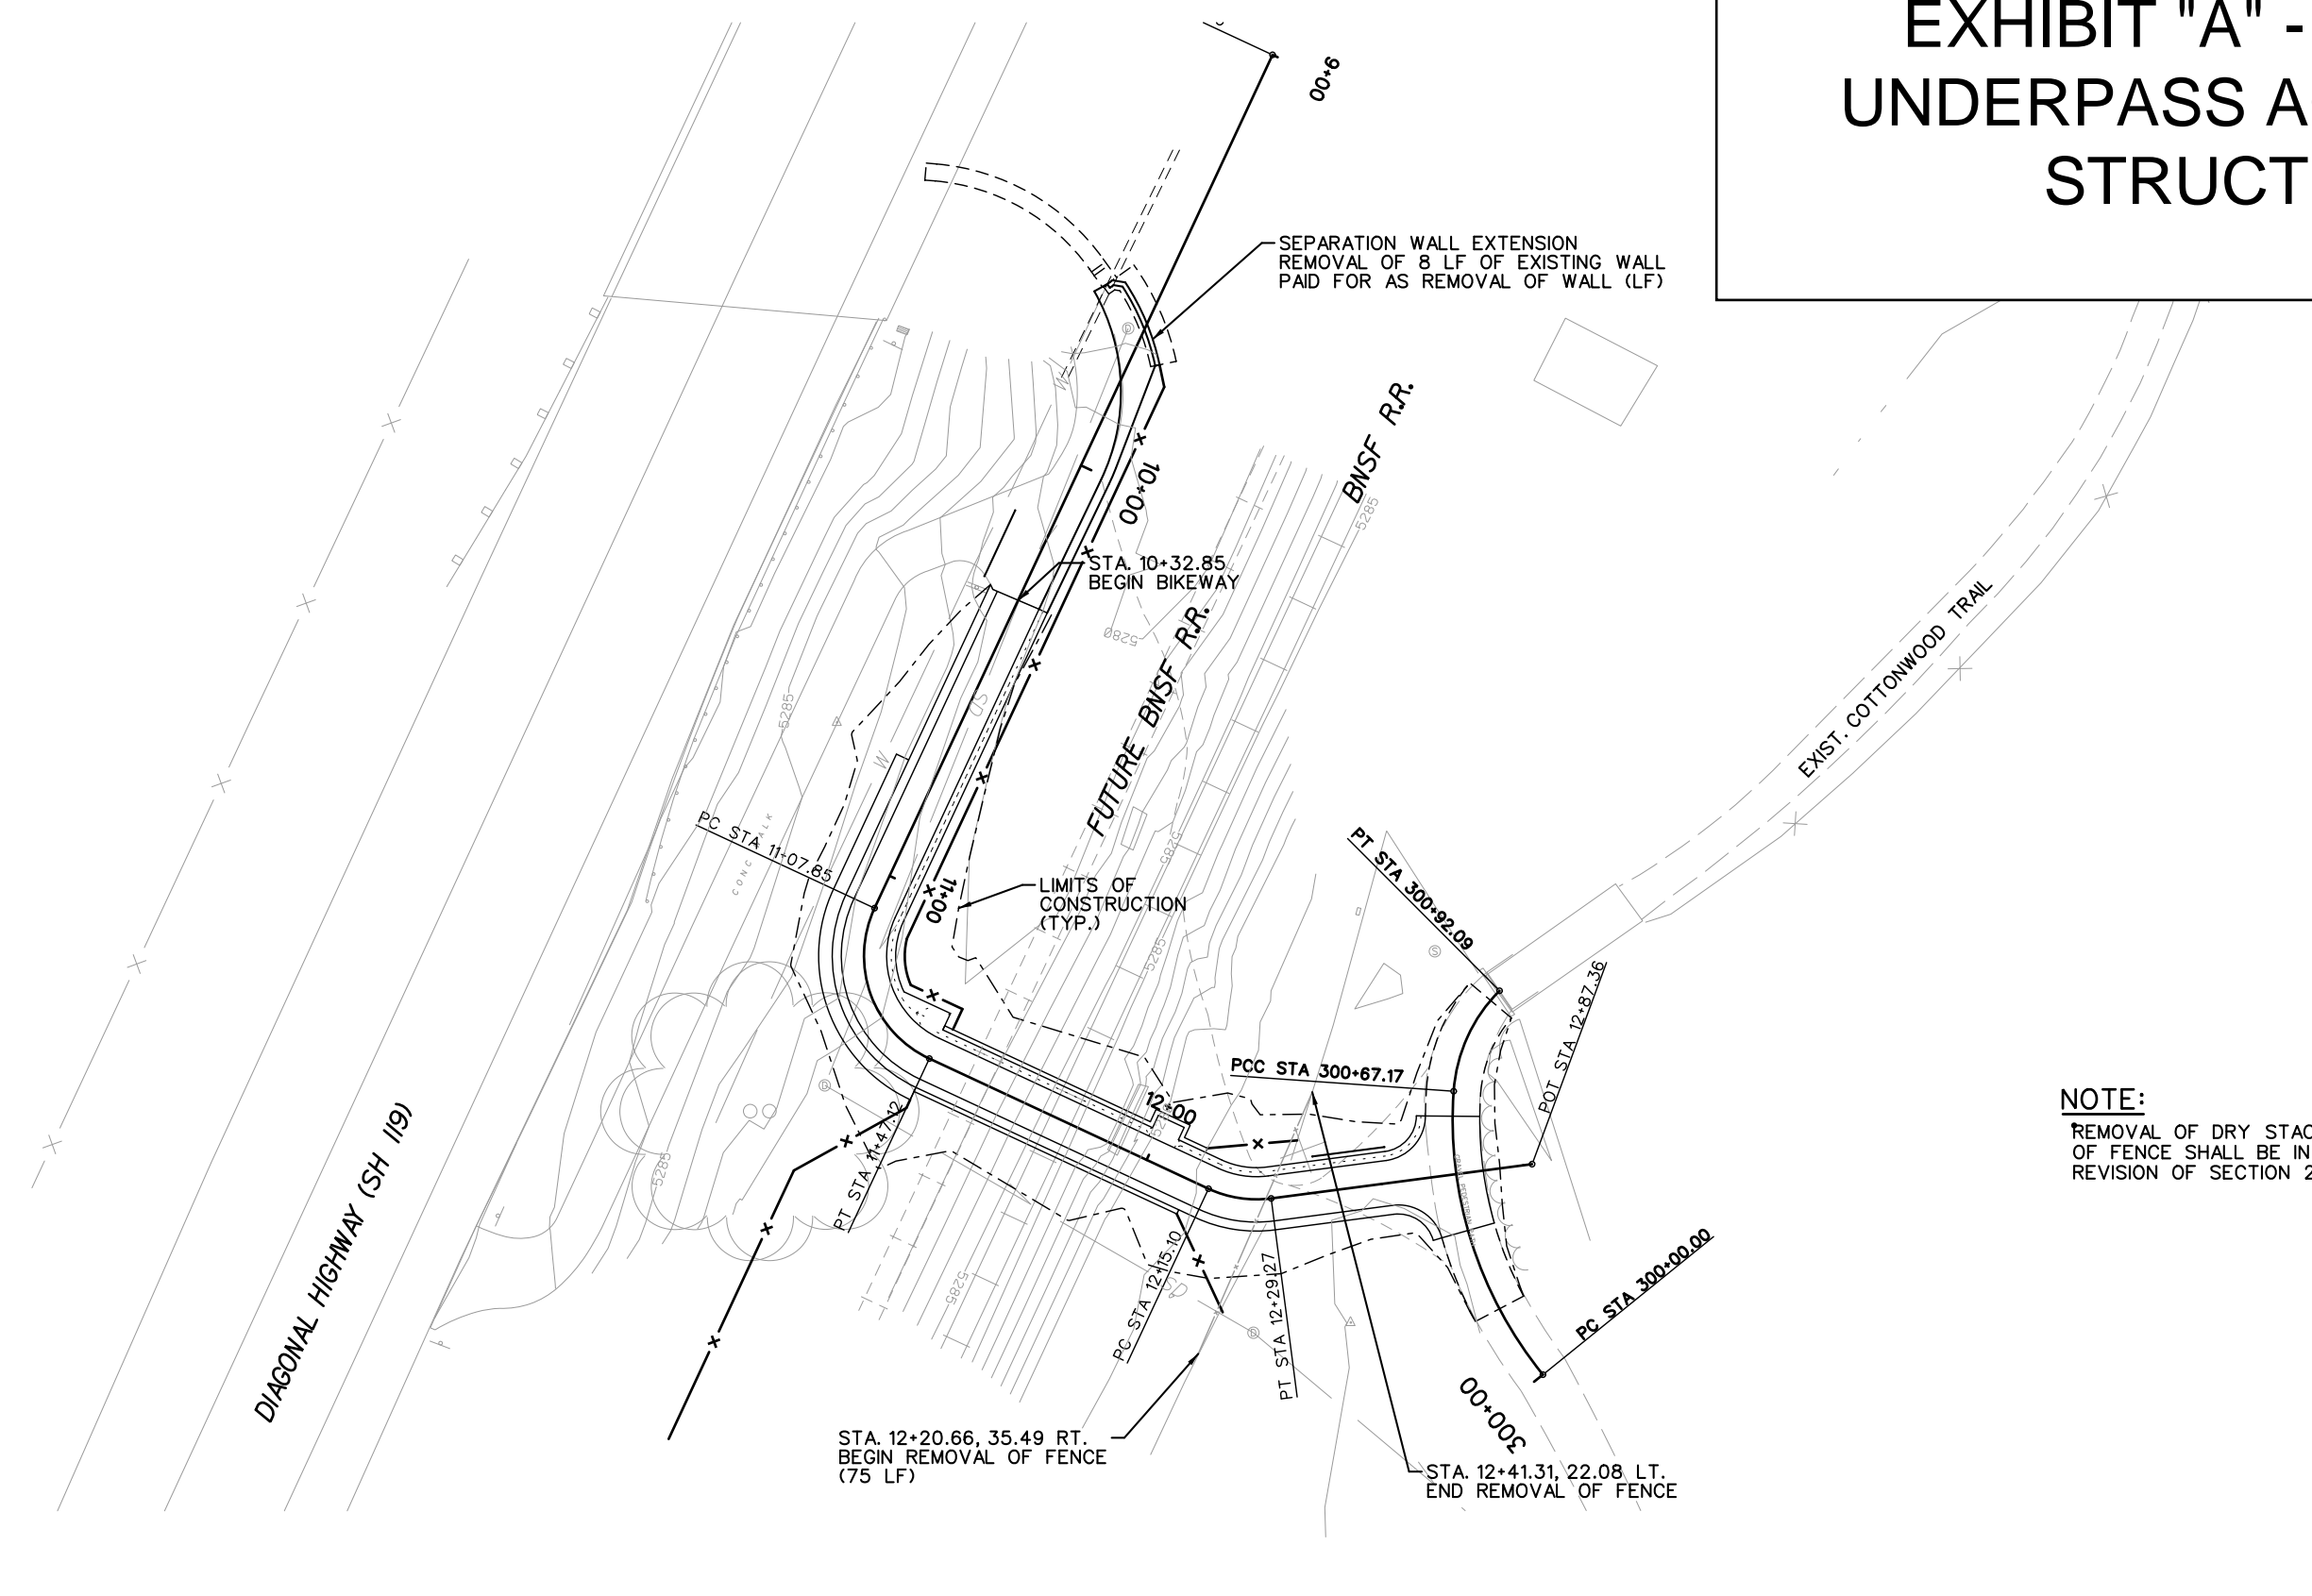 EXHIBIT "A" -
UNDERPASS A
STRUCT
9+00
SEPARATION WALL EXTENSION
REMOVAL OF 8 LF OF EXISTING WALL
PAID FOR AS REMOVAL OF WALL (LF)
D
W
BNSF R.R.
5285
10+00
STA. 10+32.85
BEGIN BIKEWAY
5280
FUTURE BNSF R.R.
EXIST. COTTONWOOD TRAIL
5285
SD
W
PC STA 11+07.85
5285
PT STA 300+92.09
11+00
LIMITS OF
CONSTRUCTION
(TYP.)
5285
S
POT STA 12+87.36
PCC STA 300+67.17
12+00
D
NOTE:
REMOVAL OF DRY STAC
OF FENCE SHALL BE IN
REVISION OF SECTION 2
PT STA 11+47.12
5285
DIAGONAL HIGHWAY (SH 119)
5285
PC STA 12+15.10
PT STA 12+29.27
D
PC STA 300+00.00
300+00
STA. 12+20.66, 35.49 RT.
BEGIN REMOVAL OF FENCE
(75 LF)
STA. 12+41.31, 22.08 LT.
END REMOVAL OF FENCE